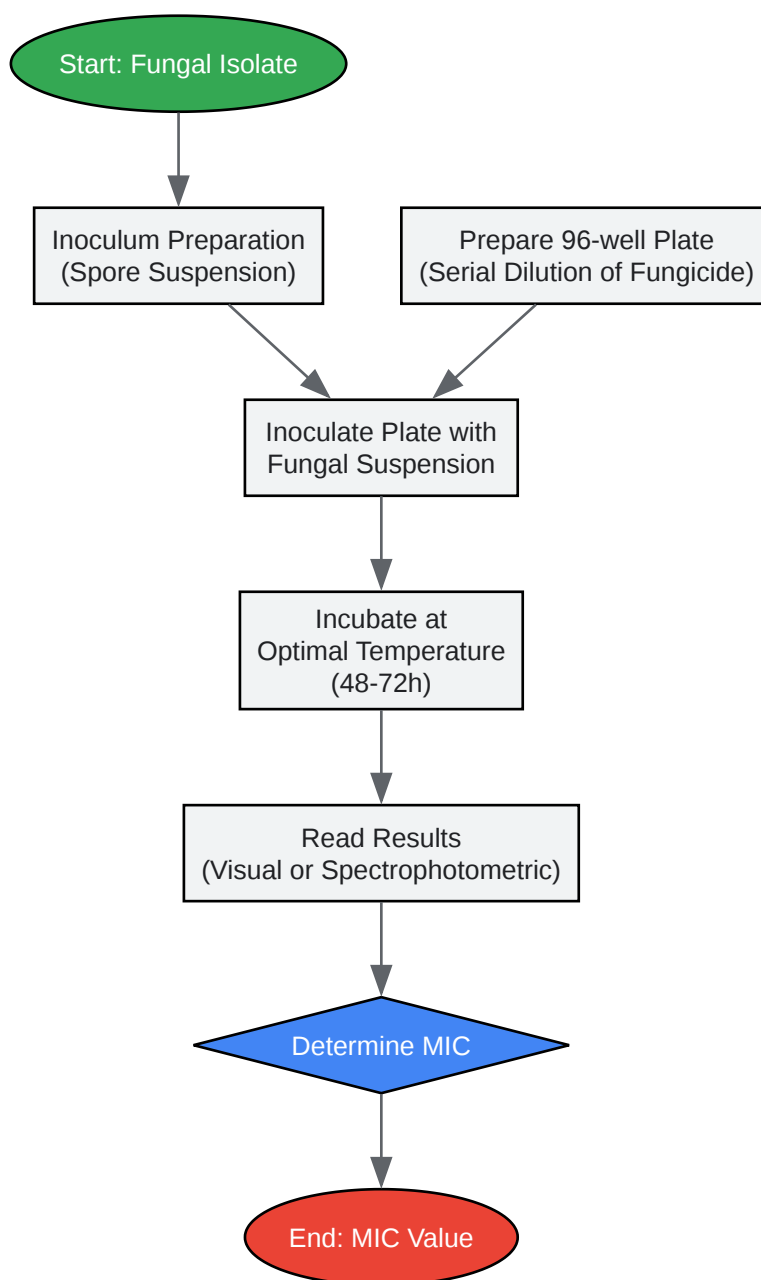 Start: Fungal Isolate
Inoculum Preparation
(Spore Suspension)
Prepare 96-well Plate
(Serial Dilution of Fungicide)
Inoculate Plate with
Fungal Suspension
Incubate at
Optimal Temperature
(48-72h)
Read Results
(Visual or Spectrophotometric)
Determine MIC
End: MIC Value